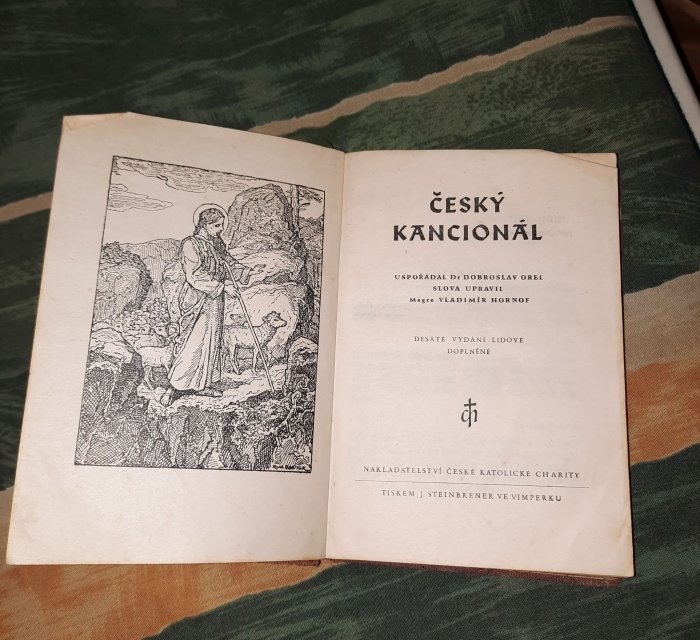 ČESKÝ
KANCIONÁL
USPOŘÁDAL Dr DOBROSLAV OREL
SLOVA UPRAVIL
Magre VLADIMÍR HORNOF
DESÁTÉ VYDÁNÍ LIDOVÉ
DOPLNĚNÉ
NAKLADATELSTVÍ ČESKÉ KATOLICKÉ CHARITY
TISKEM J. STEINBRENER VE VIMPERKU